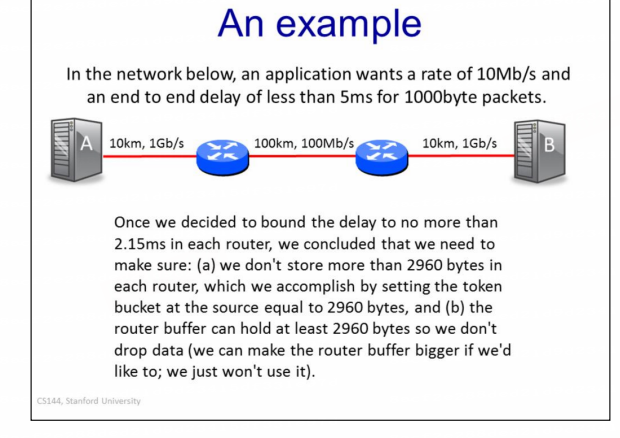 An example
In the network below, an application wants a rate of 10Mb/s and
an end to end delay of less than 5ms for 1000byte packets.
A 10km, 1Gb/s 100km, 100Mb/s 10km, 1Gb/s B
Once we decided to bound the delay to no more than
2.15ms in each router, we concluded that we need to
make sure: (a) we don't store more than 2960 bytes in
each router, which we accomplish by setting the token
bucket at the source equal to 2960 bytes, and (b) the
router buffer can hold at least 2960 bytes so we don't
drop data (we can make the router buffer bigger if we'd
like to; we just won't use it).
CS144, Stanford University